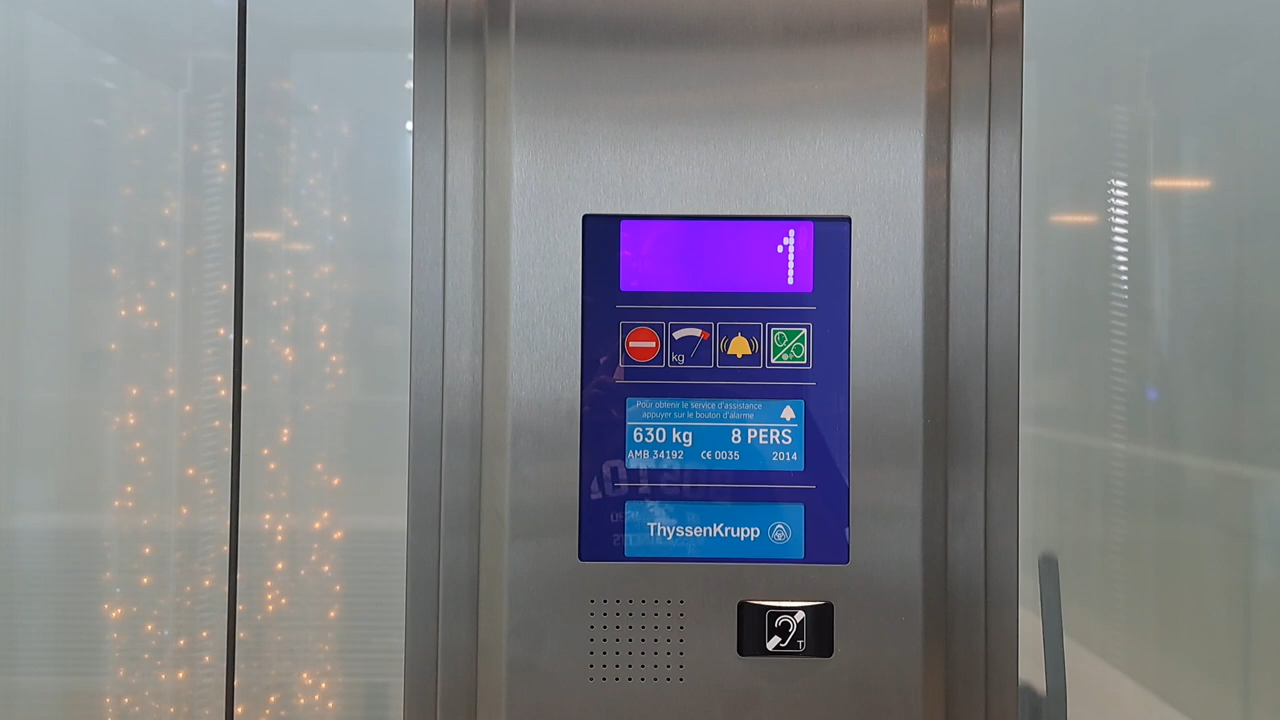 1
kg
Pour obtenir le service d'assistance
appuyer sur le bouton d'alarme
630 kg 8 PERS
AMB 34192 CE 0035 2014
ThyssenKrupp
T